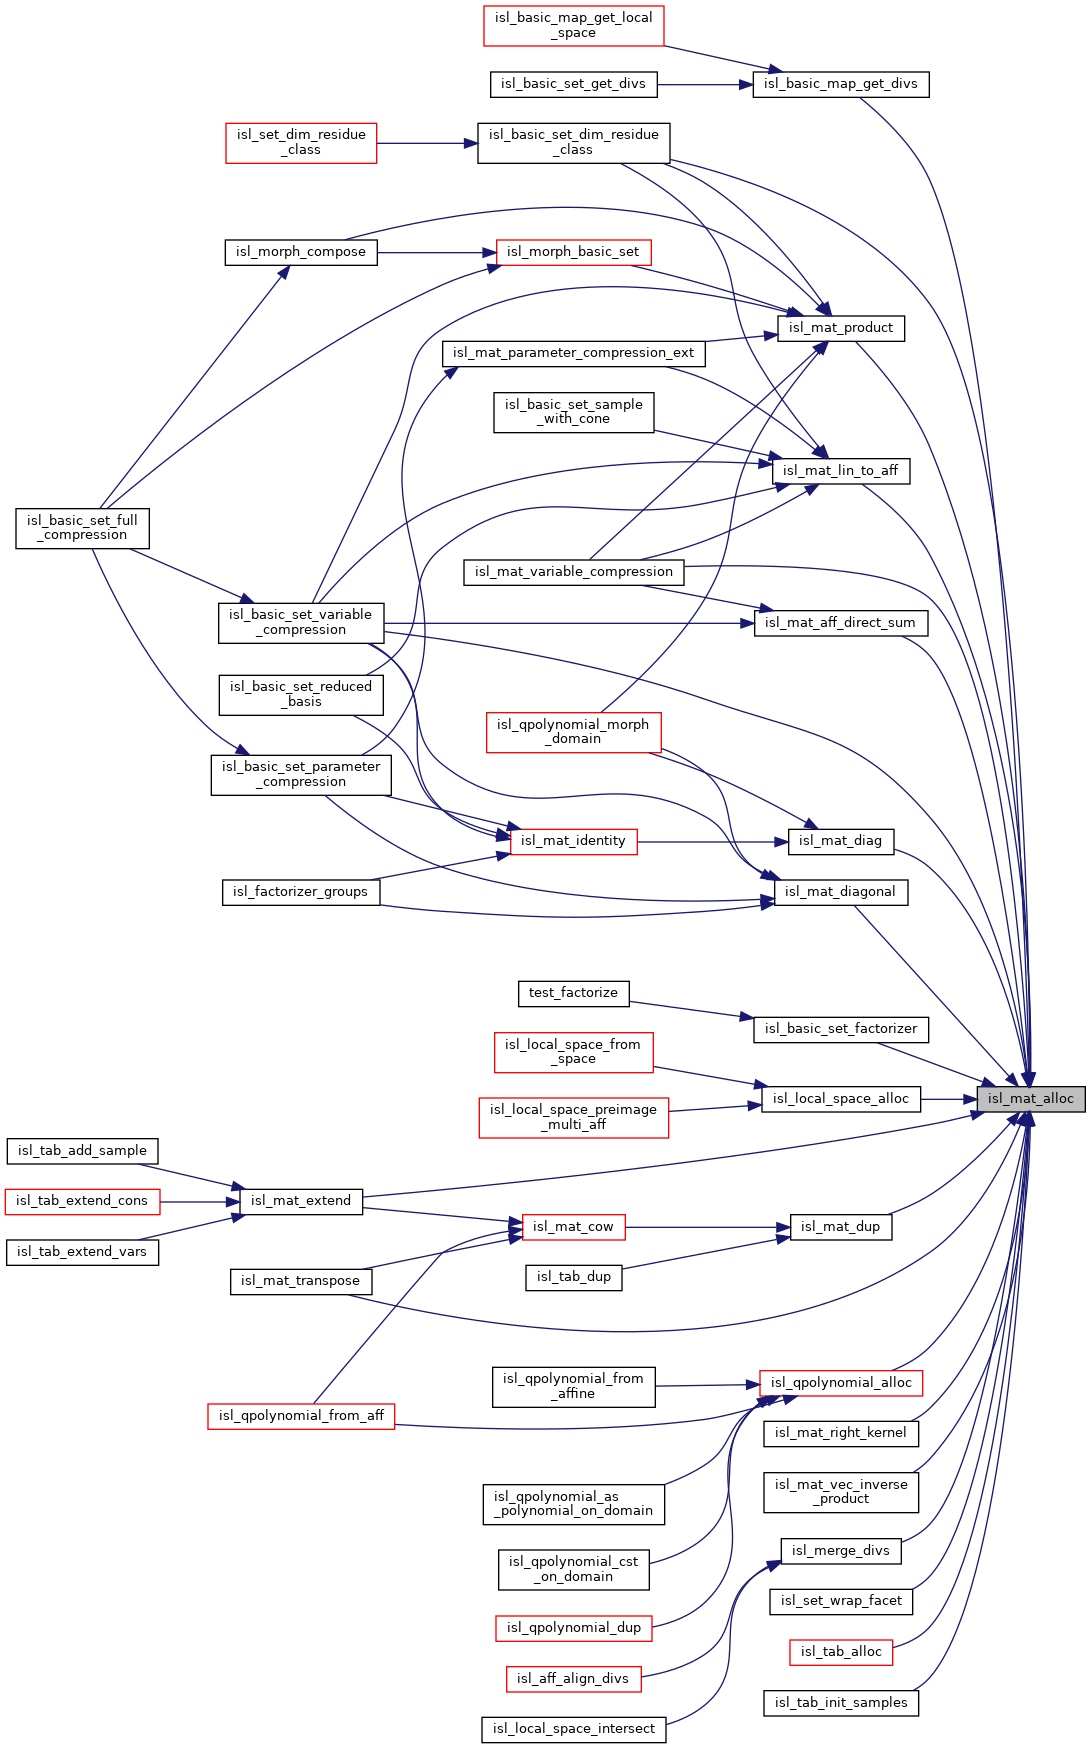 isl_basic_map_get_local
_space
isl_basic_map_get_divs
isl_basic_set_get_divs
isl_set_dim_residue
_class
isl_basic_set_dim_residue
_class
isl_morph_compose
isl_morph_basic_set
isl_mat_product
isl_mat_parameter_compression_ext
isl_basic_set_sample
_with_cone
isl_mat_lin_to_aff
isl_basic_set_full
_compression
isl_mat_variable_compression
isl_basic_set_variable
_compression
isl_mat_aff_direct_sum
isl_basic_set_reduced
_basis
isl_qpolynomial_morph
_domain
isl_basic_set_parameter
_compression
isl_mat_identity
isl_mat_diag
isl_factorizer_groups
isl_mat_diagonal
test_factorize
isl_basic_set_factorizer
isl_local_space_from
_space
isl_local_space_alloc
isl_mat_alloc
isl_local_space_preimage
_multi_aff
isl_tab_add_sample
isl_tab_extend_cons
isl_mat_extend
isl_tab_extend_vars
isl_mat_cow
isl_mat_dup
isl_mat_transpose
isl_tab_dup
isl_qpolynomial_from
_affine
isl_qpolynomial_alloc
isl_qpolynomial_from_aff
isl_mat_right_kernel
isl_qpolynomial_as
_polynomial_on_domain
isl_mat_vec_inverse
_product
isl_qpolynomial_cst
_on_domain
isl_merge_divs
isl_set_wrap_facet
isl_qpolynomial_dup
isl_tab_alloc
isl_aff_align_divs
isl_tab_init_samples
isl_local_space_intersect